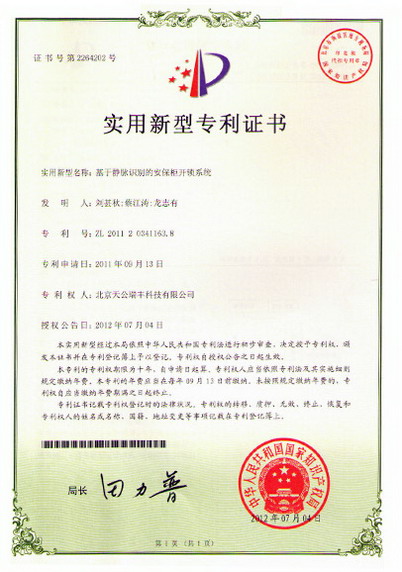 证书号第2264202号
实用新型专利证书
实用新型名称：基于静脉识别的安保柜开锁系统
发　明　人：刘甚秋;蔡江涛;龙志有
专　利　号：ZL 2011 2 0341163.8
专利申请日：2011年09月13日
专 利 权 人：北京天公瑞丰科技有限公司
授权公告日：2012年07月04日
本实用新型经过本局依照中华人民共和国专利法进行初步审查，决定授予专利权，颁
发本证书并在专利登记簿上予以登记。专利权自授权公告之日起生效。
本专利的专利权期限为十年，自申请日起算。专利权人应当依照专利法及其实施细则
规定缴纳年费。本专利的年费应当在每年09月13日前缴纳。未按照规定缴纳年费的，专
利权自应当缴纳年费期满之日起终止。
专利证书记载专利权登记时的法律状况。专利权的转移、质押、无效、终止、恢复和
专利权人的姓名或名称、国籍、地址变更等事项记载在专利登记簿上。
局长
田力普
中华人民共和国国家知识产权局
2012年07月04日
第1页（共1页）